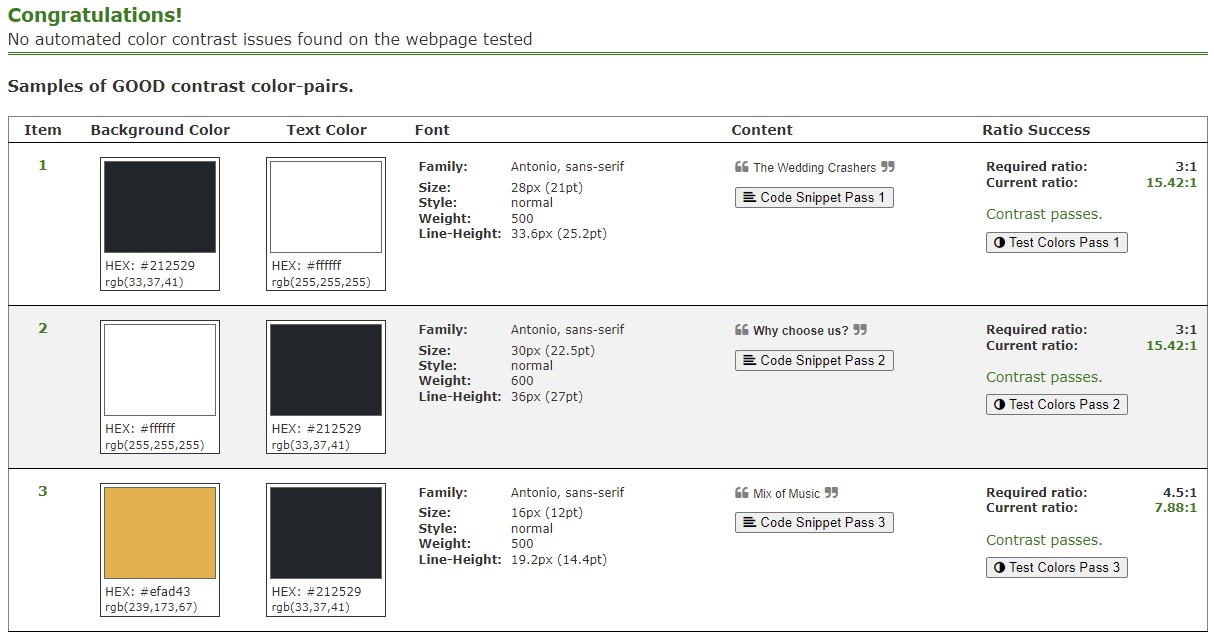 Congratulations!
No automated color contrast issues found on the webpage tested
Samples of GOOD contrast color-pairs.
Item Background Color Text Color Font Content Ratio Success
1
HEX: #212529
rgb(33,37,41)
HEX: #ffffff
rgb(255,255,255)
Family: Antonio, sans-serif
Size: 28px (21pt)
Style: normal
Weight: 500
Line-Height: 33.6px (25.2pt)
❝ The Wedding Crashers ❞
Code Snippet Pass 1
Required ratio: 3:1
Current ratio: 15.42:1
Contrast passes.
Test Colors Pass 1
2
HEX: #ffffff
rgb(255,255,255)
HEX: #212529
rgb(33,37,41)
Family: Antonio, sans-serif
Size: 30px (22.5pt)
Style: normal
Weight: 600
Line-Height: 36px (27pt)
❝ Why choose us? ❞
Code Snippet Pass 2
Required ratio: 3:1
Current ratio: 15.42:1
Contrast passes.
Test Colors Pass 2
3
HEX: #efad43
rgb(239,173,67)
HEX: #212529
rgb(33,37,41)
Family: Antonio, sans-serif
Size: 16px (12pt)
Style: normal
Weight: 500
Line-Height: 19.2px (14.4pt)
❝ Mix of Music ❞
Code Snippet Pass 3
Required ratio: 4.5:1
Current ratio: 7.88:1
Contrast passes.
Test Colors Pass 3